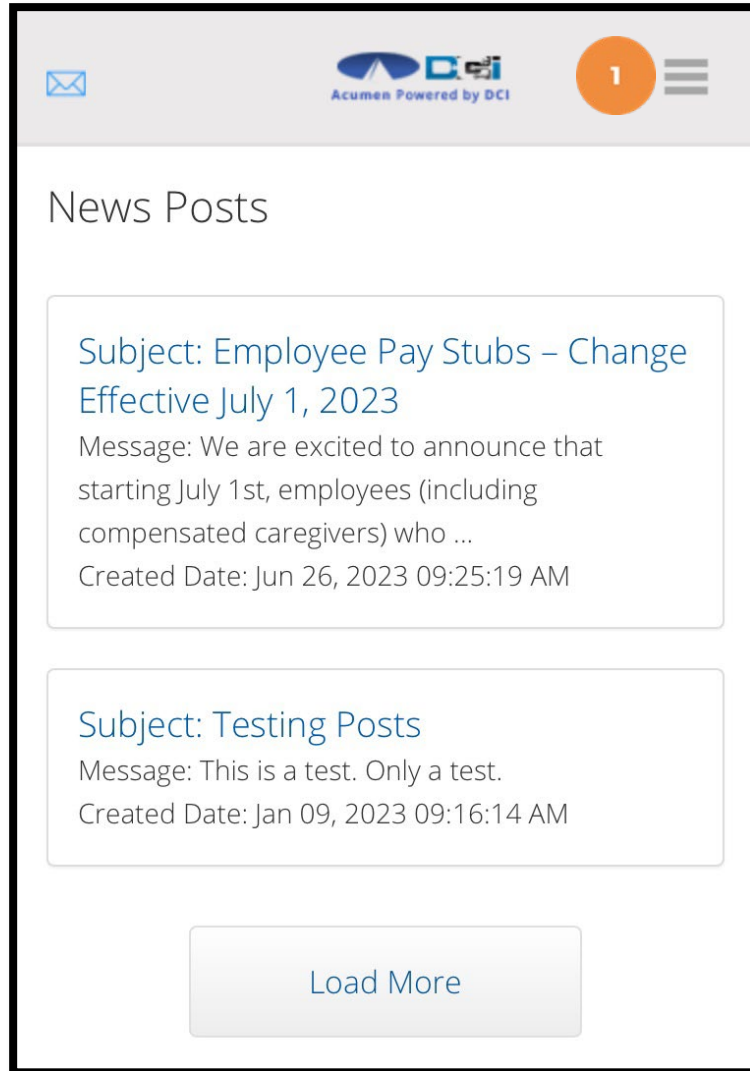 DCI
Acumen Powered by DCI
1
News Posts
Subject: Employee Pay Stubs – Change
Effective July 1, 2023
Message: We are excited to announce that
starting July 1st, employees (including
compensated caregivers) who ...
Created Date: Jun 26, 2023 09:25:19 AM
Subject: Testing Posts
Message: This is a test. Only a test.
Created Date: Jan 09, 2023 09:16:14 AM
Load More